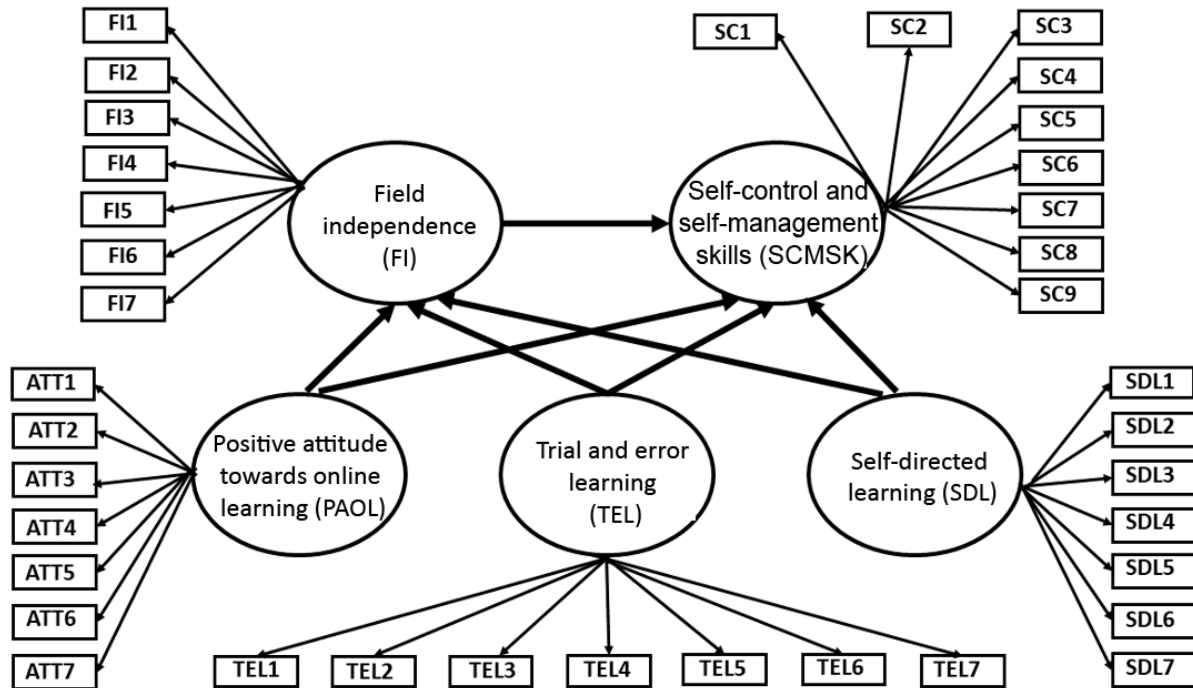 FI1
FI2
FI3
FI4
FI5
FI6
FI7
SC1
SC2
SC3
SC4
SC5
SC6
SC7
SC8
SC9
Field
independence
(FI)
Self-control and
self-management
skills (SCMSK)
ATT1
ATT2
ATT3
ATT4
ATT5
ATT6
ATT7
Positive attitude
towards online
learning (PAOL)
Trial and error
learning
(TEL)
Self-directed
learning (SDL)
SDL1
SDL2
SDL3
SDL4
SDL5
SDL6
SDL7
TEL1
TEL2
TEL3
TEL4
TEL5
TEL6
TEL7